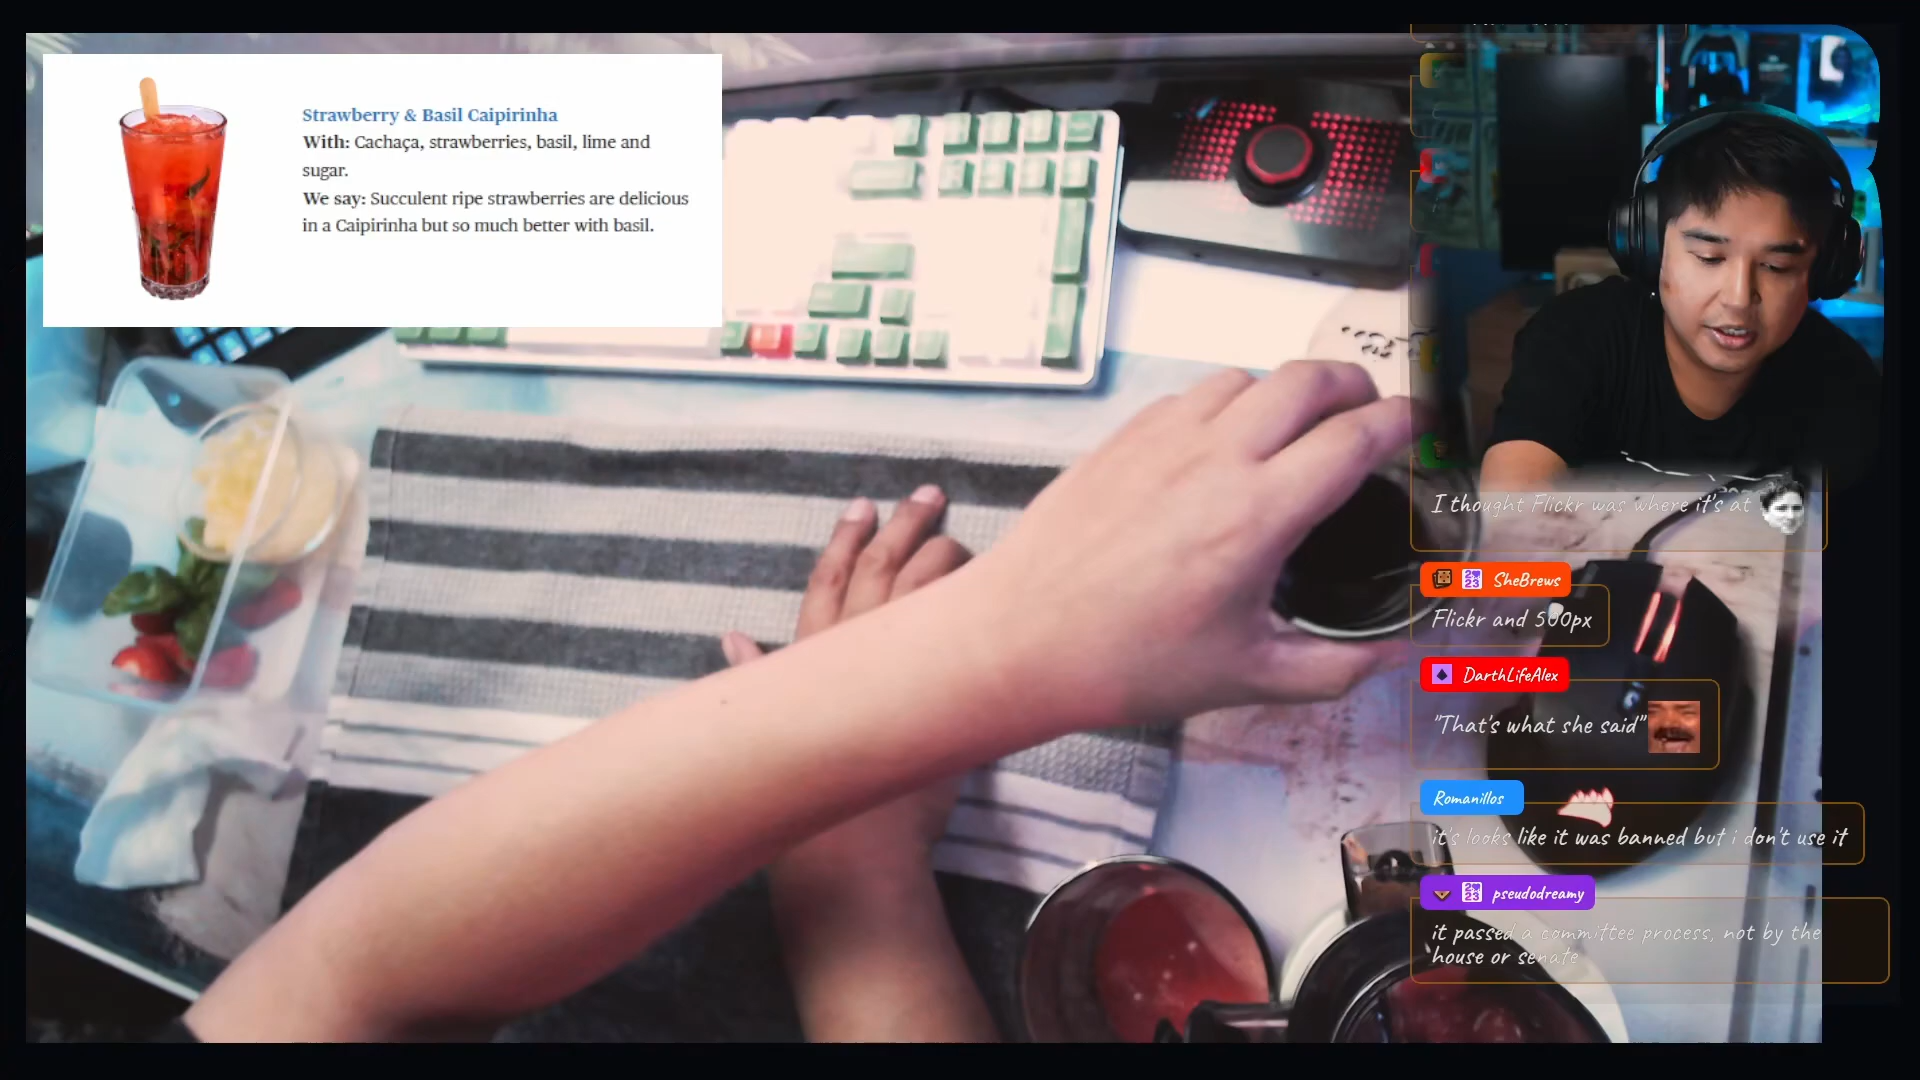 Strawberry & Basil Caipirinha
With: Cachaça, strawberries, basil, lime and
sugar.
We say: Succulent ripe strawberries are delicious
in a Caipirinha but so much better with basil.
I thought Flickr was where it's at
SheBrews
Flickr and 500px
DarthLifeAlex
"That's what she said"
Romanillos
it's looks like it was banned but i don't use it
pseudodreamy
it passed a committee process, not by the
house or senate